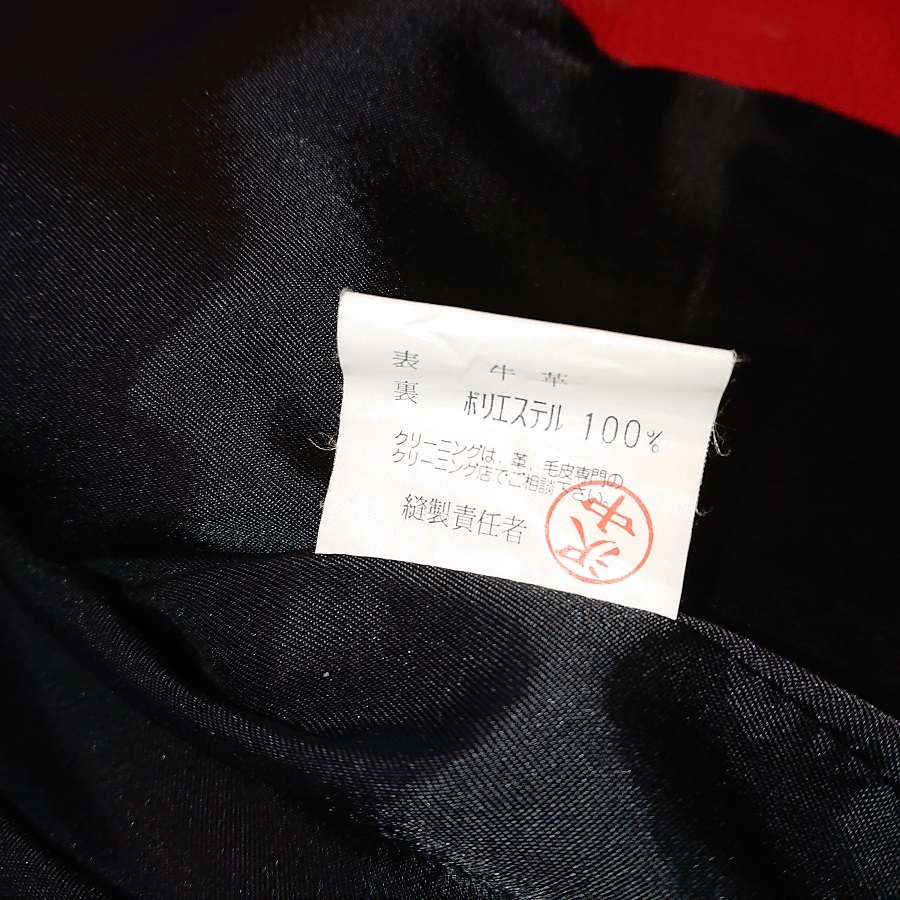 表 牛革
裏 ポリエステル 100%
クリーニングは、革、毛皮専門の
クリーニング店でご相談下さい。
縫製責任者
中沢